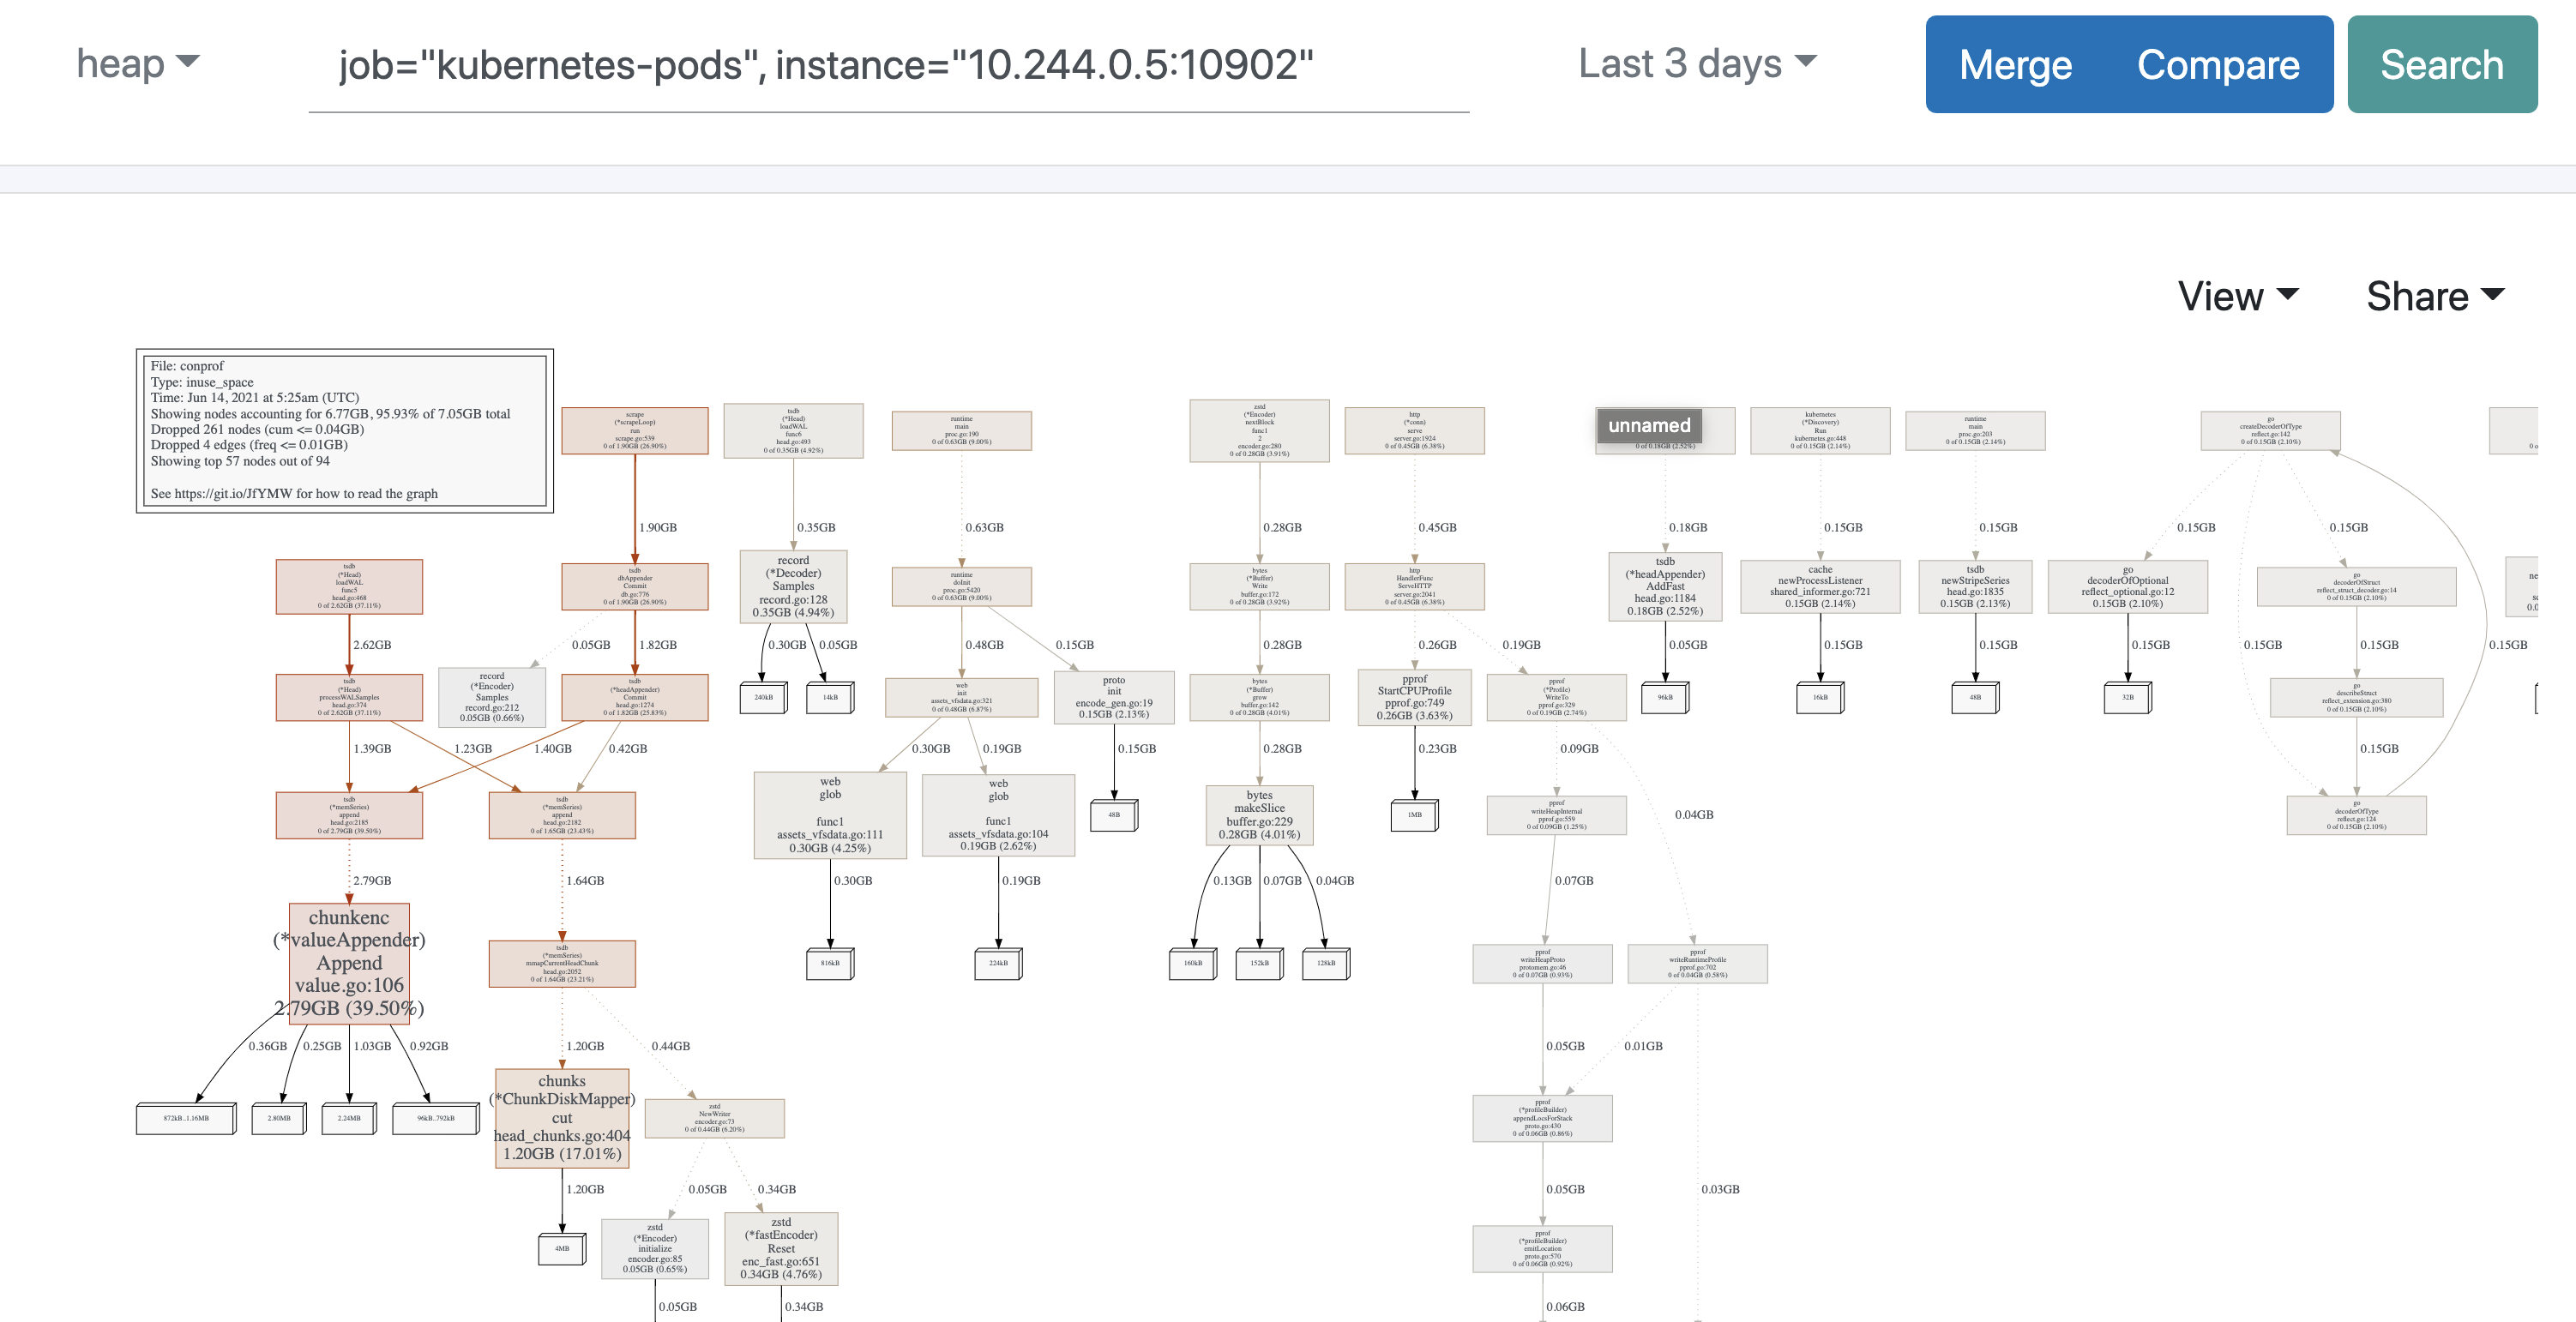 heap
job="kubernetes-pods", instance="10.244.0.5:10902"
Last 3 days
Merge
Compare
Search
View
Share
File: conprof
Type: inuse_space
Time: Jun 14, 2021 at 5:25am (UTC)
Showing nodes accounting for 6.77GB, 95.93% of 7.05GB total
Dropped 261 nodes (cum <= 0.04GB)
Dropped 4 edges (freq <= 0.01GB)
Showing top 57 nodes out of 94
See https://git.io/JfYMW for how to read the graph
scrape
(*scrapeLoop)
run
scrape.go:539
0 of 1.90GB (26.90%)
tsdb
(*Head)
loadWAL
func6
head.go:493
0 of 0.35GB (4.92%)
runtime
main
proc.go:190
0 of 0.63GB (9.00%)
zstd
(*Encoder)
nextBlock
func1
2
encoder.go:280
0 of 0.28GB (3.91%)
http
(*conn)
serve
server.go:1924
0 of 0.45GB (6.38%)
unnamed
0 of 0.18GB (2.52%)
kubernetes
(*Discovery)
Run
kubernetes.go:448
0 of 0.15GB (2.14%)
runtime
main
proc.go:203
0 of 0.15GB (2.14%)
go
createDecoderOfType
reflect.go:142
0 of 0.15GB (2.10%)
1.90GB
0.35GB
0.63GB
0.28GB
0.45GB
0.18GB
0.15GB
0.15GB
0.15GB
0.15GB
tsdb
(*Head)
loadWAL
func5
head.go:468
0 of 2.62GB (37.11%)
tsdb
dbAppender
Commit
db.go:776
0 of 1.90GB (26.90%)
record
(*Decoder)
Samples
record.go:128
0.35GB (4.94%)
runtime
doInit
proc.go:5420
0 of 0.63GB (9.00%)
bytes
(*Buffer)
Write
buffer.go:172
0 of 0.28GB (3.92%)
http
HandlerFunc
ServeHTTP
server.go:2041
0 of 0.45GB (6.38%)
tsdb
(*headAppender)
AddFast
head.go:1184
0.18GB (2.52%)
cache
newProcessListener
shared_informer.go:721
0.15GB (2.14%)
tsdb
newStripeSeries
head.go:1835
0.15GB (2.13%)
go
decoderOfOptional
reflect_optional.go:12
0.15GB (2.10%)
go
decoderOfStruct
reflect_struct_decoder.go:14
0 of 0.15GB (2.10%)
2.62GB
0.05GB
1.82GB
0.30GB
0.05GB
0.48GB
0.15GB
0.28GB
0.26GB
0.19GB
0.05GB
0.15GB
0.15GB
0.15GB
0.15GB
0.15GB
0.15GB
tsdb
(*Head)
processWALSamples
head.go:374
0 of 2.62GB (37.11%)
record
(*Encoder)
Samples
record.go:212
0.05GB (0.66%)
tsdb
(*headAppender)
Commit
head.go:1274
0 of 1.82GB (25.83%)
240kB
14kB
web
init
assets_vfsdata.go:321
0 of 0.48GB (6.87%)
proto
init
encode_gen.go:19
0.15GB (2.13%)
bytes
(*Buffer)
grow
buffer.go:142
0 of 0.28GB (4.01%)
pprof
StartCPUProfile
pprof.go:749
0.26GB (3.63%)
pprof
(*Profile)
WriteTo
pprof.go:329
0 of 0.19GB (2.74%)
96kB
16kB
48B
32B
go
describeStruct
reflect_extension.go:380
0 of 0.15GB (2.10%)
1.39GB
1.23GB
1.40GB
0.42GB
0.30GB
0.19GB
0.15GB
0.28GB
0.23GB
0.09GB
0.04GB
0.15GB
tsdb
(*memSeries)
append
head.go:2185
0 of 2.79GB (39.50%)
tsdb
(*memSeries)
append
head.go:2182
0 of 1.65GB (23.43%)
web
glob
func1
assets_vfsdata.go:111
0.30GB (4.25%)
web
glob
func1
assets_vfsdata.go:104
0.19GB (2.62%)
48B
bytes
makeSlice
buffer.go:229
0.28GB (4.01%)
1MB
pprof
writeHeapInternal
pprof.go:559
0 of 0.09GB (1.25%)
go
decoderOfType
reflect.go:124
0 of 0.15GB (2.10%)
2.79GB
1.64GB
0.30GB
0.19GB
0.13GB
0.07GB
0.04GB
0.07GB
chunkenc
(*valueAppender)
Append
value.go:106
2.79GB (39.50%)
tsdb
(*memSeries)
mmapCurrentHeadChunk
head.go:2052
0 of 1.64GB (23.21%)
816kB
224kB
160kB
152kB
128kB
pprof
writeHeapProto
protomem.go:46
0 of 0.07GB (0.93%)
pprof
writeRuntimeProfile
pprof.go:702
0 of 0.04GB (0.58%)
0.36GB
0.25GB
1.03GB
0.92GB
1.20GB
0.44GB
0.05GB
0.01GB
872kB..1.16MB
2.80MB
2.24MB
96kB..792kB
chunks
(*ChunkDiskMapper)
cut
head_chunks.go:404
1.20GB (17.01%)
zstd
NewWriter
encoder.go:73
0 of 0.44GB (6.20%)
pprof
(*profileBuilder)
appendLocsForStack
proto.go:430
0 of 0.06GB (0.86%)
1.20GB
0.05GB
0.34GB
0.05GB
0.03GB
4MB
zstd
(*Encoder)
initialize
encoder.go:85
0.05GB (0.65%)
zstd
(*fastEncoder)
Reset
enc_fast.go:651
0.34GB (4.76%)
pprof
(*profileBuilder)
emitLocation
proto.go:570
0 of 0.06GB (0.92%)
0.05GB
0.34GB
0.06GB